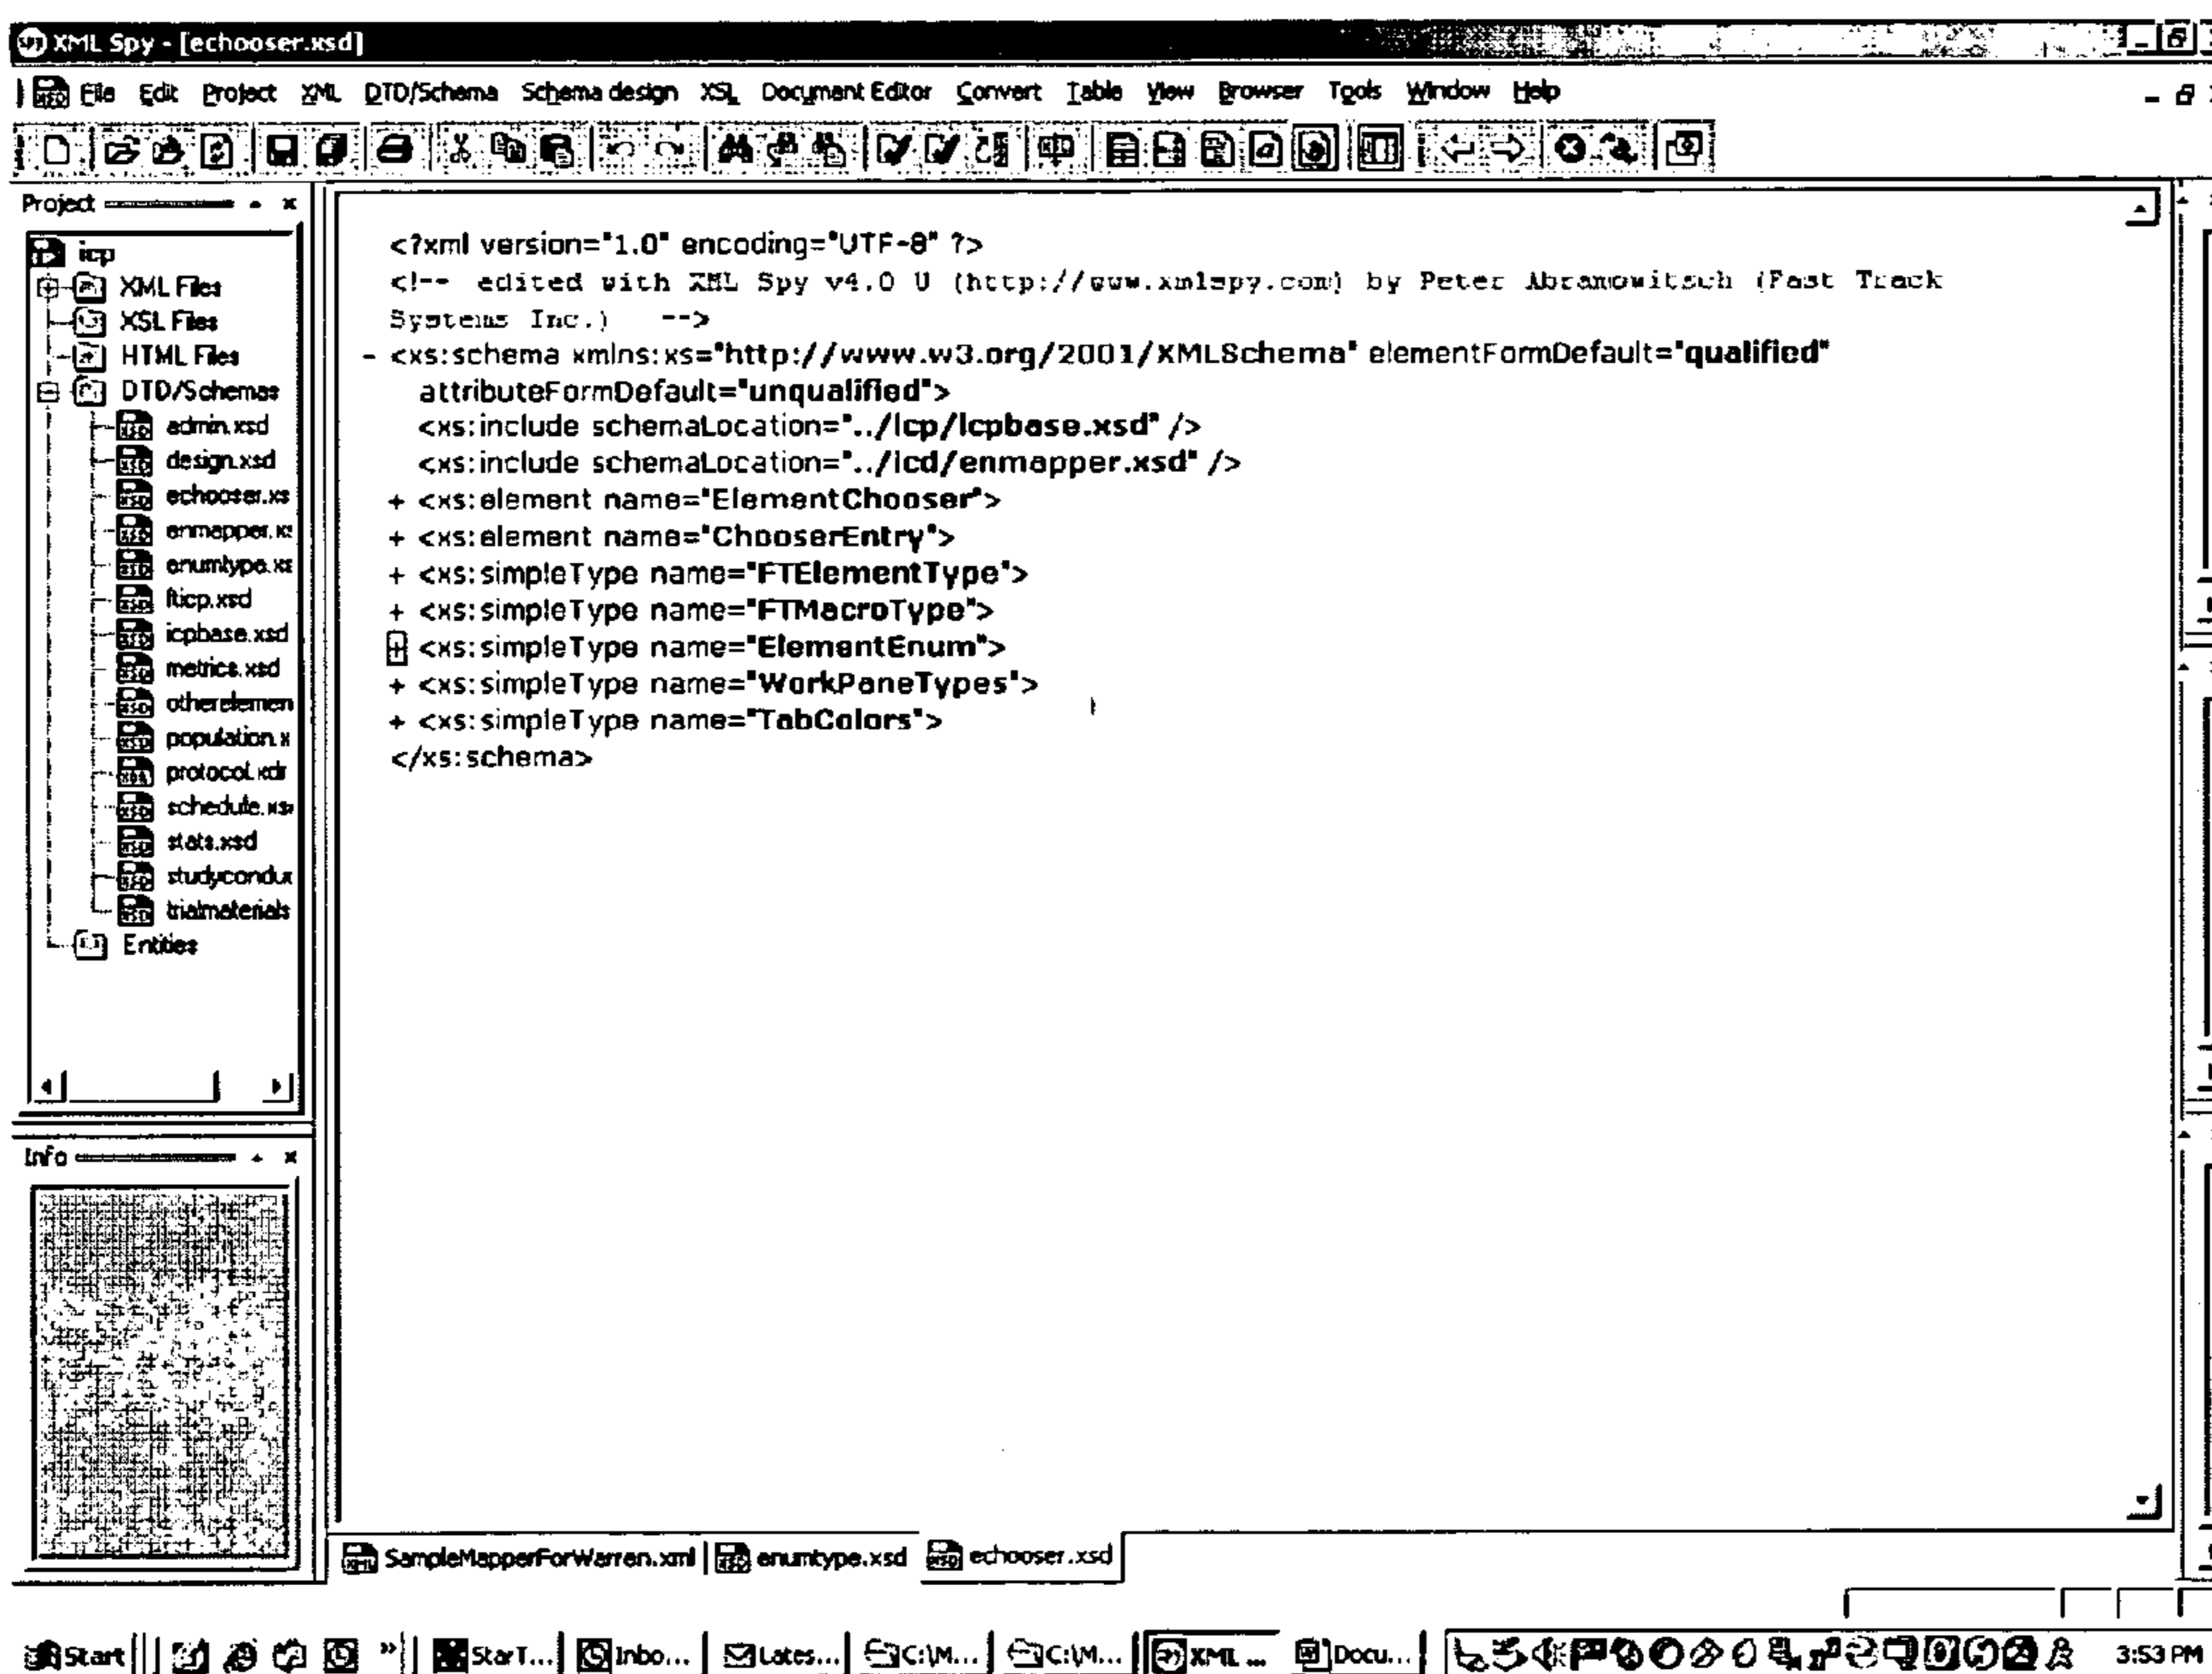 XML Spy - [echooser.xsd]
File Edit Project XML DTD/Schema Schema design XSL Document Editor Convert Table View Browser Tools Window Help
Project
icp
XML Files
XSL Files
HTML Files
DTD/Schemas
admin.xsd
design.xsd
echooser.xs
enmapper.xs
enumtype.xs
fticp.xsd
icpbase.xsd
metrics.xsd
otherelemen
population.x
protocol.xdr
schedule.xs
stats.xsd
studycondu
trialmaterials
Entities
Info
<?xml version="1.0" encoding="UTF-8" ?>
<!-- edited with XML Spy v4.0 U (http://www.xmlspy.com) by Peter Abramowitsch (Fast Track
Systems Inc.) -->
- <xs:schema xmlns:xs="http://www.w3.org/2001/XMLSchema" elementFormDefault="qualified"
attributeFormDefault="unqualified">
<xs:include schemaLocation="../icp/icpbase.xsd" />
<xs:include schemaLocation="../icd/enmapper.xsd" />
+ <xs:element name="ElementChooser">
+ <xs:element name="ChooserEntry">
+ <xs:simpleType name="FTElementType">
+ <xs:simpleType name="FTMacroType">
+ <xs:simpleType name="ElementEnum">
+ <xs:simpleType name="WorkPaneTypes">
+ <xs:simpleType name="TabColors">
</xs:schema>
SampleMapperForWarren.xml enumtype.xsd echooser.xsd
Start » StarT... Inbo... Lates... C:\M... C:\M... XML ... Docu... 3:53 PM